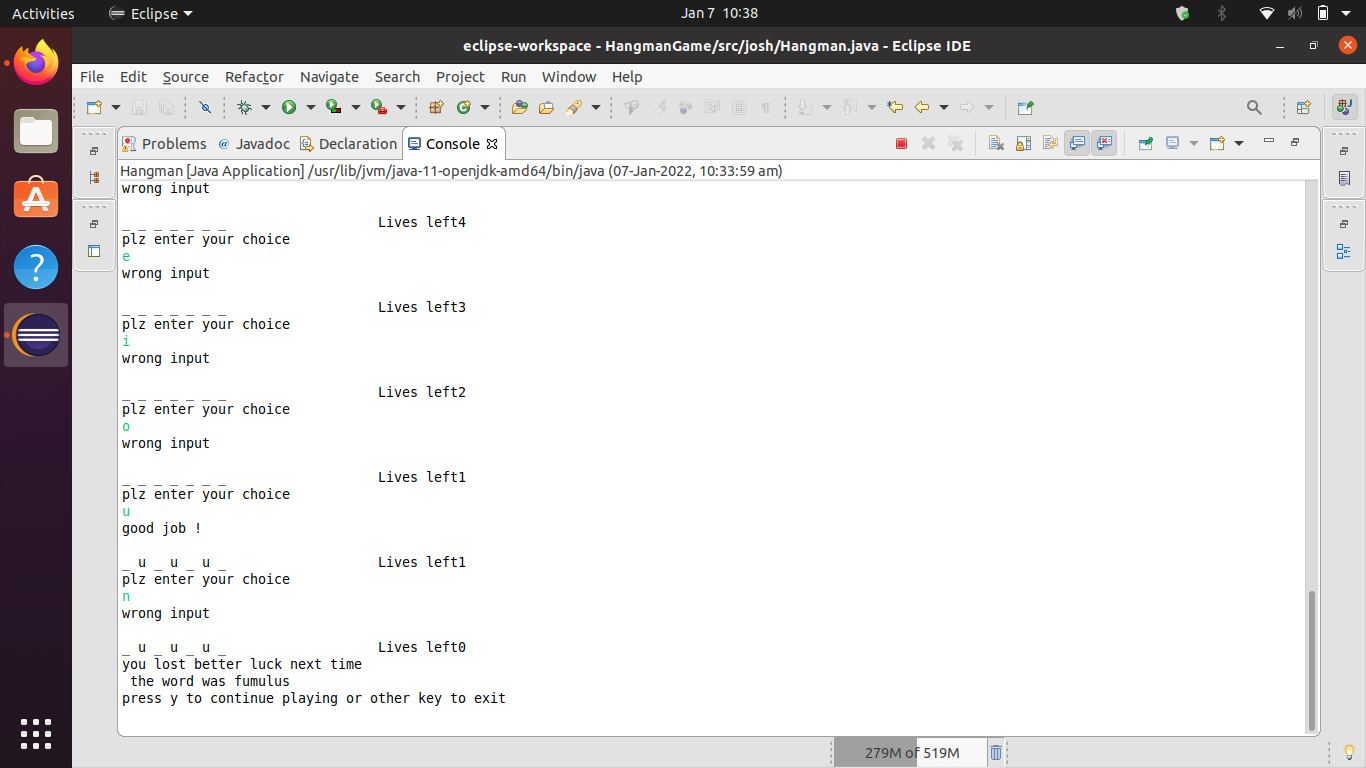 Activities Eclipse Jan 7 10:38
eclipse-workspace - HangmanGame/src/josh/Hangman.java - Eclipse IDE
File Edit Source Refactor Navigate Search Project Run Window Help
Problems @ Javadoc Declaration Console
Hangman [Java Application] /usr/lib/jvm/java-11-openjdk-amd64/bin/java (07-Jan-2022, 10:33:59 am)
wrong input
_ _ _ _ _ _ _ Lives left4
plz enter your choice
e
wrong input
_ _ _ _ _ _ _ Lives left3
plz enter your choice
i
wrong input
_ _ _ _ _ _ _ Lives left2
plz enter your choice
o
wrong input
_ _ _ _ _ _ _ Lives left1
plz enter your choice
u
good job !
_ u _ u _ u _ Lives left1
plz enter your choice
n
wrong input
_ u _ u _ u _ Lives left0
you lost better luck next time
the word was fumulus
press y to continue playing or other key to exit
279M of 519M